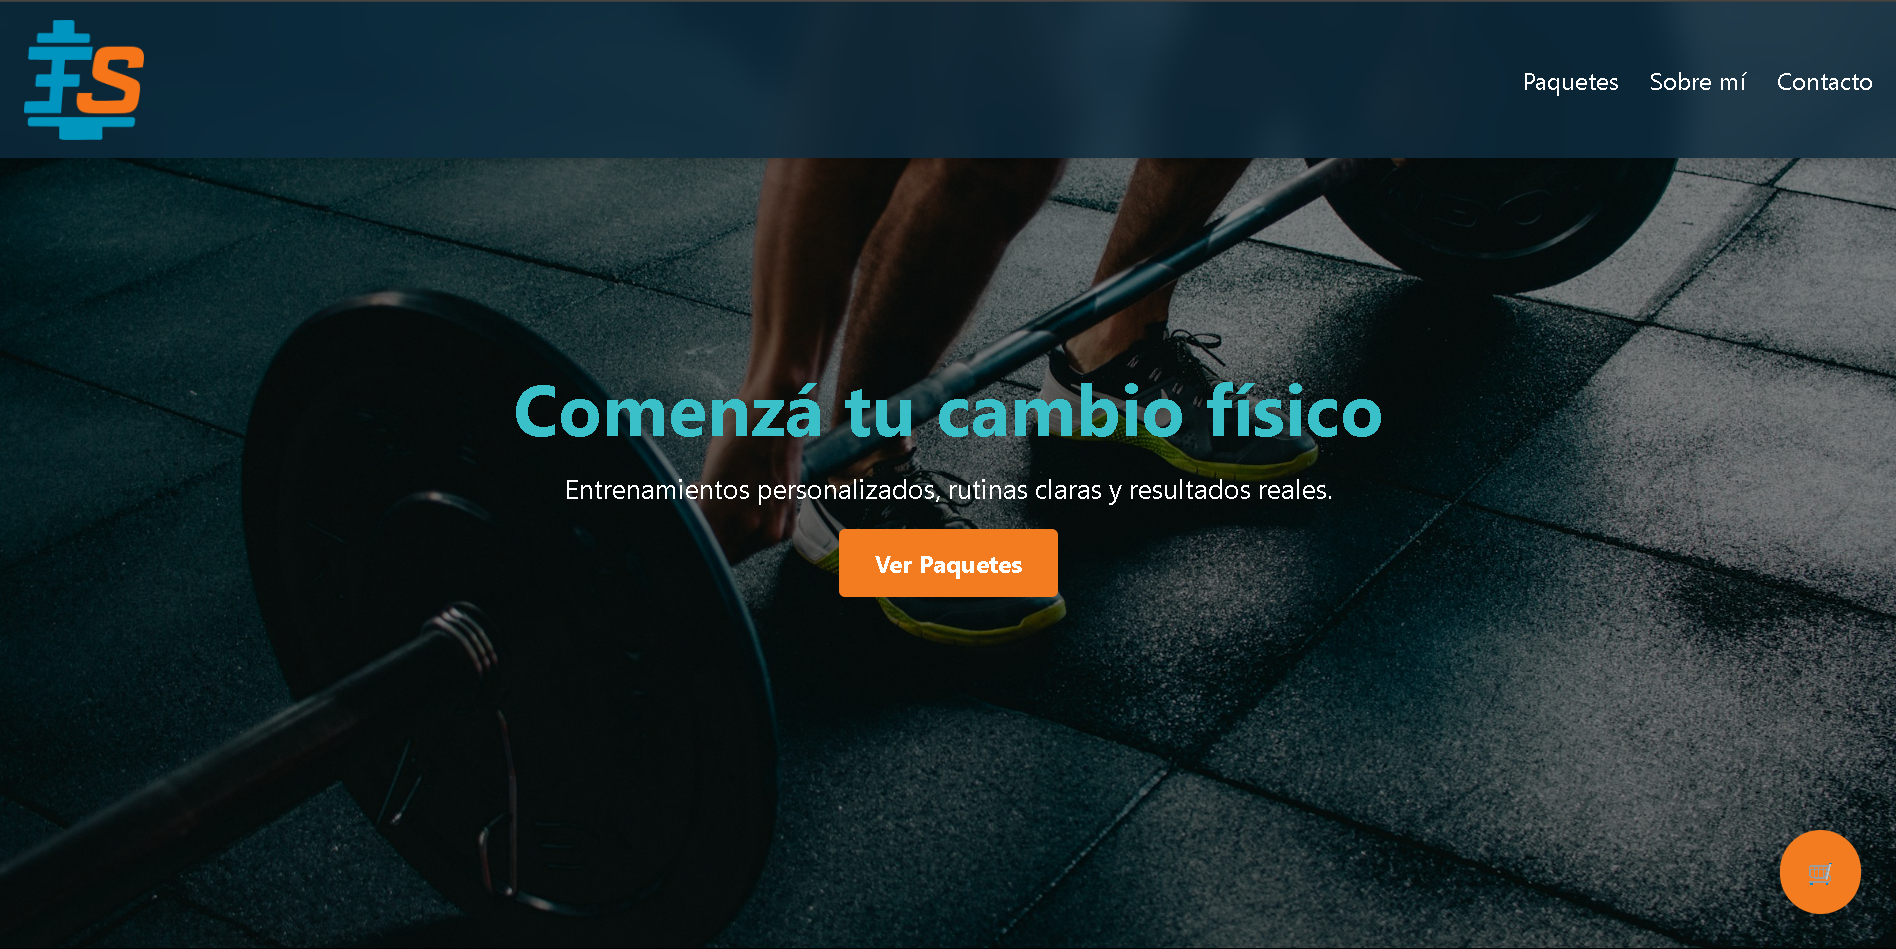 FS
Paquetes
Sobre mí
Contacto
Comenzá tu cambio físico
Entrenamientos personalizados, rutinas claras y resultados reales.
Ver Paquetes